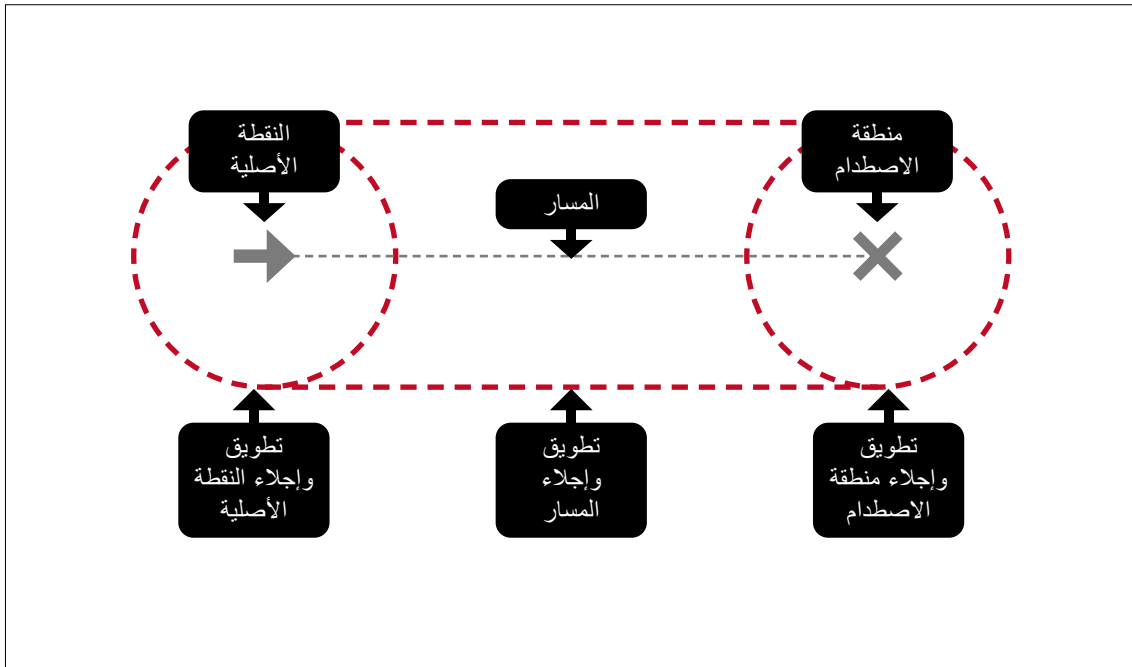 النقطة
الأصلية
منطقة
الاصطدام
المسار
تطويق
وإجلاء النقطة
الأصلية
تطويق
وإجلاء
المسار
تطويق
وإجلاء منطقة
الاصطدام